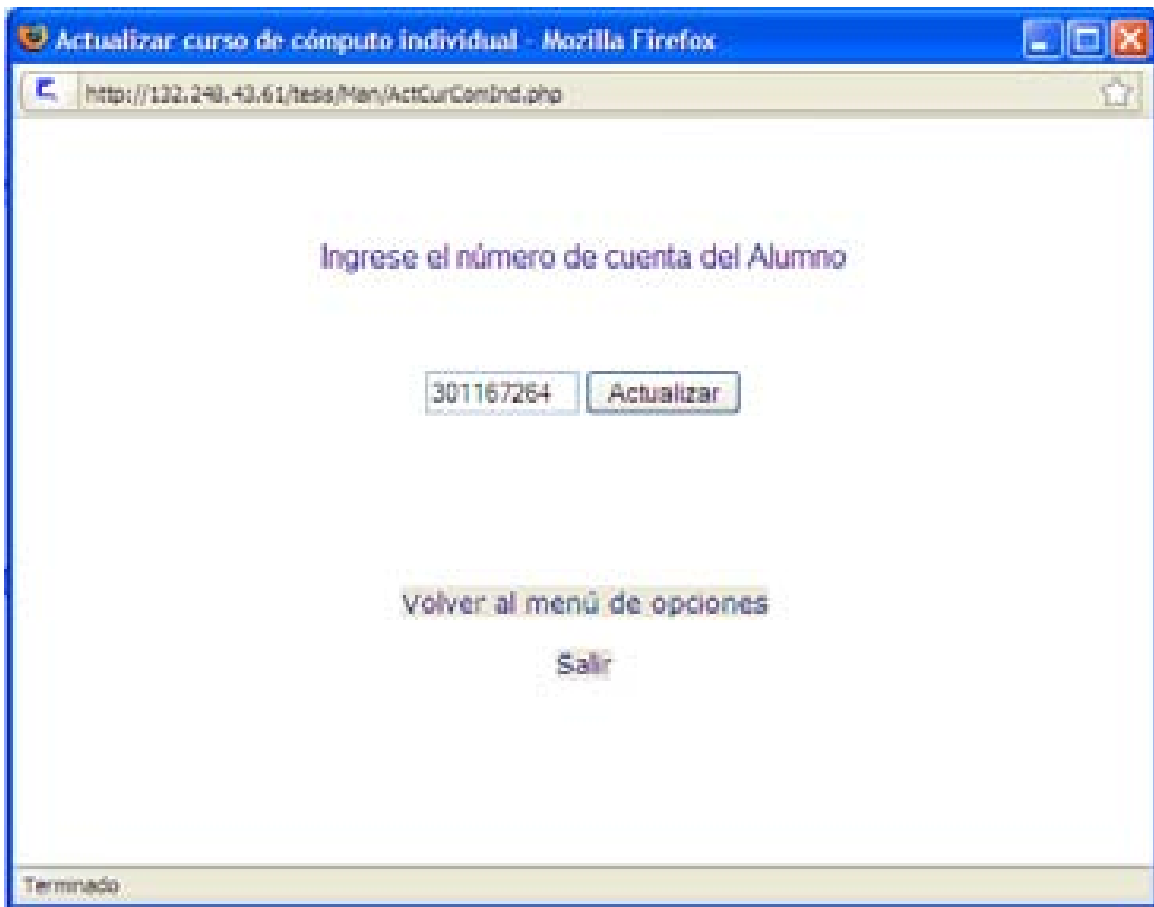 Actualizar curso de cómputo individual - Mozilla Firefox
http://132.248.43.61/tesis/Man/ActCurComInd.php
Ingrese el número de cuenta del Alumno
301167264 Actualizar
Volver al menú de opciones
Salir
Terminado